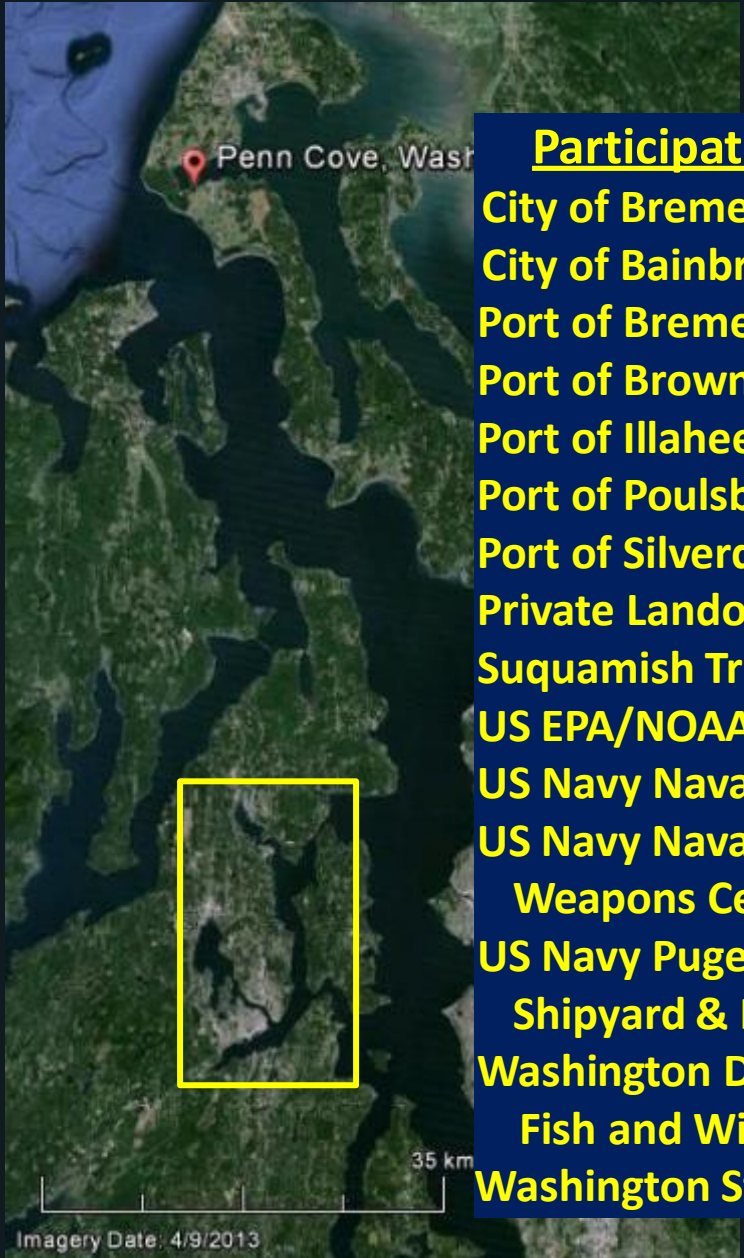 Penn Cove, Wash
Participat
City of Breme
City of Bainbr
Port of Breme
Port of Brown
Port of Illahee
Port of Poulsb
Port of Silverd
Private Lando
Suquamish Tr
US EPA/NOAA
US Navy Nava
US Navy Nava
Weapons Ce
US Navy Puge
Shipyard &
Washington D
Fish and Wi
Washington S
35 km
Imagery Date: 4/9/2013